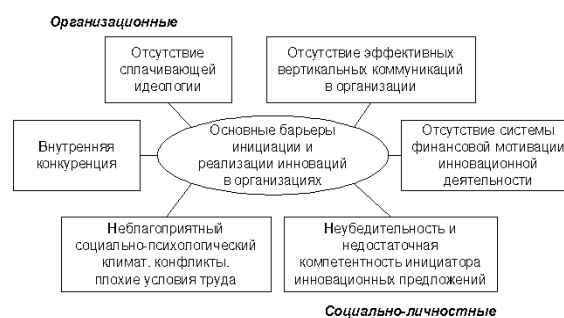 Организационные
Отсутствие
сплачивающей
идеологии
Отсутствие эффективных
вертикальных коммуникаций
в организации
Внутренняя
конкуренция
Основные барьеры
инициации и
реализации инноваций
в организациях
Отсутствие системы
финансовой мотивации
инновационной
деятельности
Неблагоприятный
социально-психологический
климат. конфликты.
плохие условия труда
Неубедительность и
недостаточная
компетентность инициатора
инновационных предложений
Социально-личностные